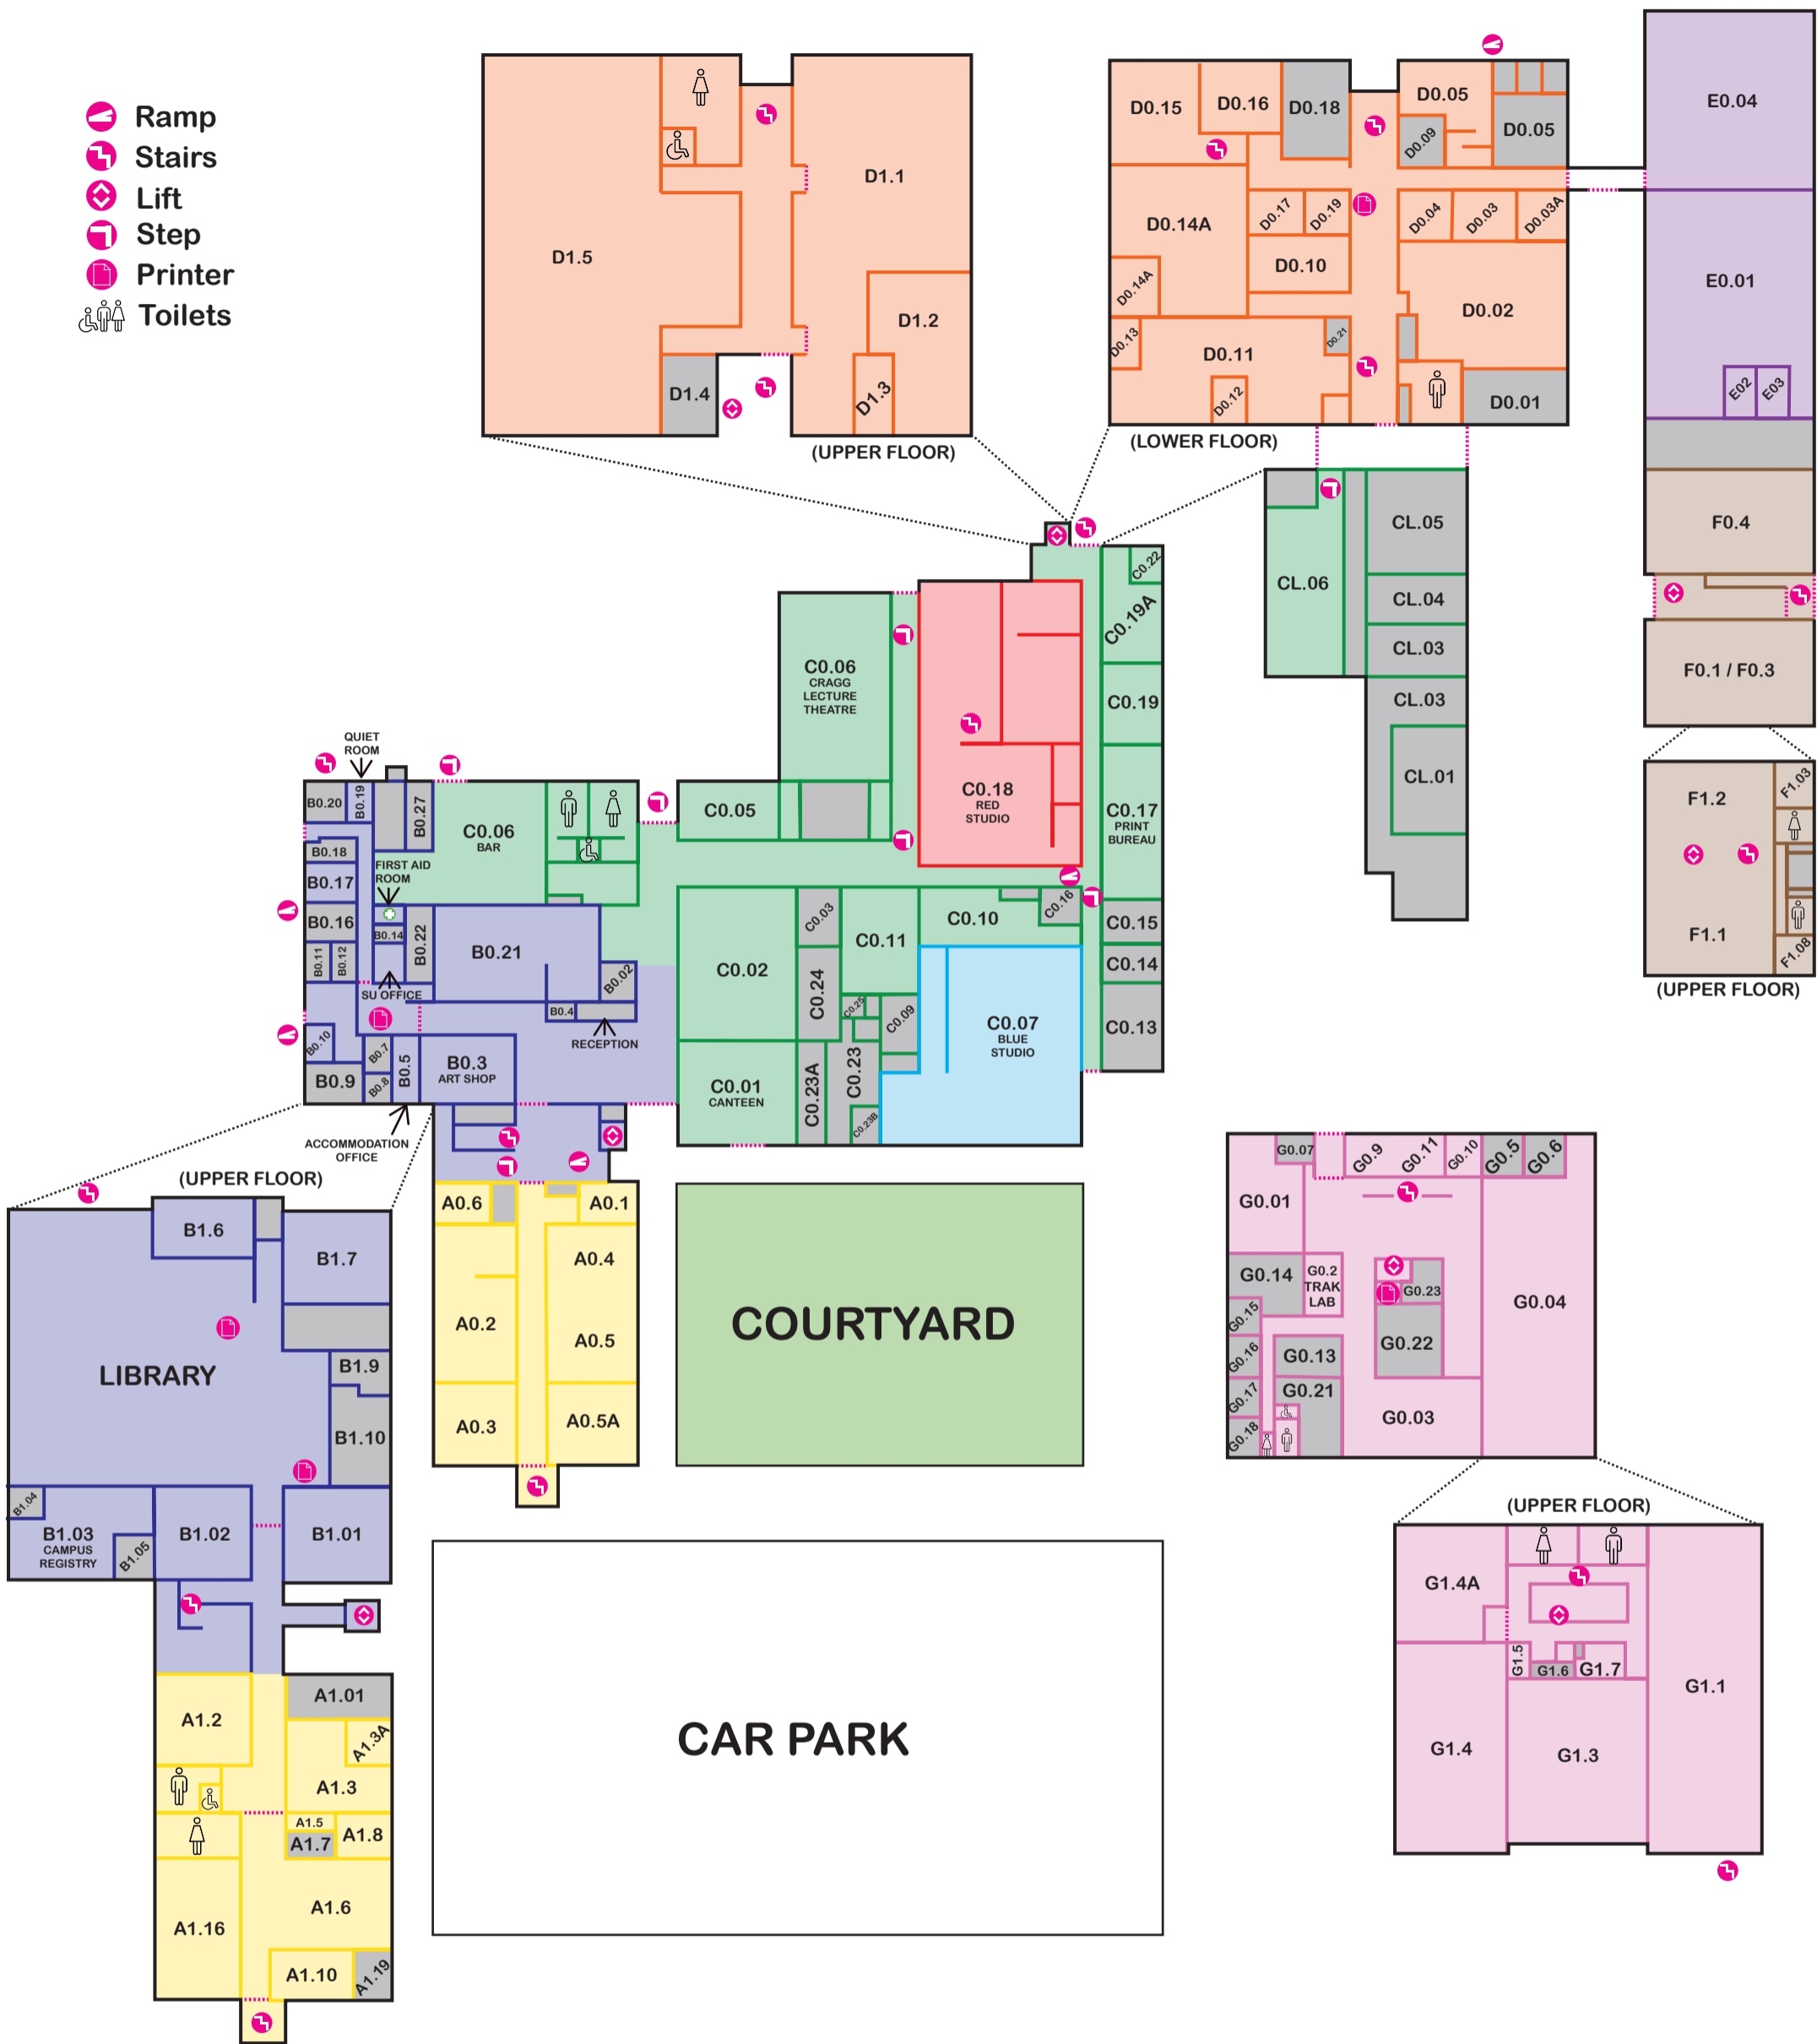 Ramp
Stairs
Lift
Step
Printer
Toilets
D1.5
D1.1
D1.2
D1.3
D1.4
(UPPER FLOOR)
D0.15
D0.16
D0.18
D0.05
D0.09
D0.05
D0.14A
D0.17
D0.19
D0.04
D0.03
D0.03A
D0.10
D0.14A
D0.02
D0.13
D0.11
D0.21
D0.12
D0.01
(LOWER FLOOR)
E0.04
E0.01
E02
E03
F0.4
F0.1 / F0.3
F1.2
F1.03
F1.1
F1.08
(UPPER FLOOR)
CL.05
CL.06
CL.04
CL.03
CL.03
CL.01
C0.22
C0.19A
C0.19
C0.17
PRINT
BUREAU
C0.15
C0.14
C0.13
C0.06
CRAGG
LECTURE
THEATRE
C0.18
RED
STUDIO
C0.05
C0.06
BAR
C0.03
C0.11
C0.10
C0.16
C0.02
C0.24
C0.25
C0.09
C0.07
BLUE
STUDIO
C0.01
CANTEEN
C0.23A
C0.23
C0.23B
QUIET
ROOM
B0.20
B0.19
B0.27
B0.18
FIRST AID
ROOM
B0.17
B0.16
B0.14
B0.22
B0.21
B0.11
B0.12
SU OFFICE
B0.02
B0.4
RECEPTION
B0.10
B0.7
B0.5
B0.3
ART SHOP
B0.9
B0.8
ACCOMMODATION
OFFICE
(UPPER FLOOR)
B1.6
B1.7
LIBRARY
B1.9
B1.10
B1.04
B1.03
CAMPUS
REGISTRY
B1.05
B1.02
B1.01
A0.6
A0.1
A0.4
A0.2
A0.5
A0.3
A0.5A
COURTYARD
CAR PARK
A1.01
A1.2
A1.3A
A1.3
A1.5
A1.7
A1.8
A1.6
A1.16
A1.10
A1.19
G0.07
G0.9
G0.11
G0.10
G0.5
G0.6
G0.01
G0.14
G0.2
TRAK
LAB
G0.23
G0.04
G0.15
G0.22
G0.16
G0.13
G0.17
G0.21
G0.03
G0.18
(UPPER FLOOR)
G1.4A
G1.5
G1.6
G1.7
G1.1
G1.4
G1.3